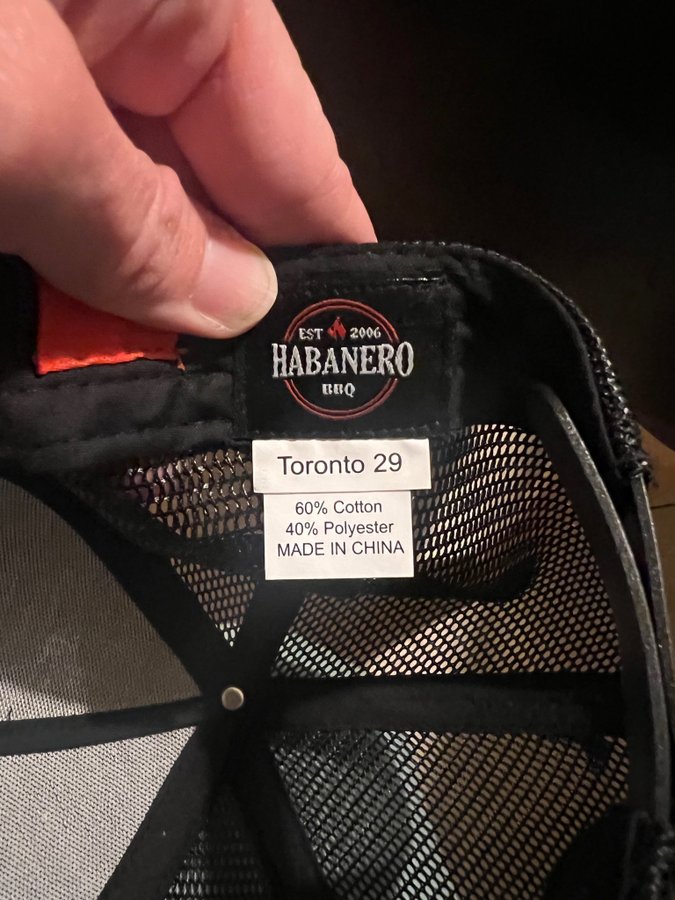 EST 2006
HABANERO
BBQ
Toronto 29
60% Cotton
40% Polyester
MADE IN CHINA